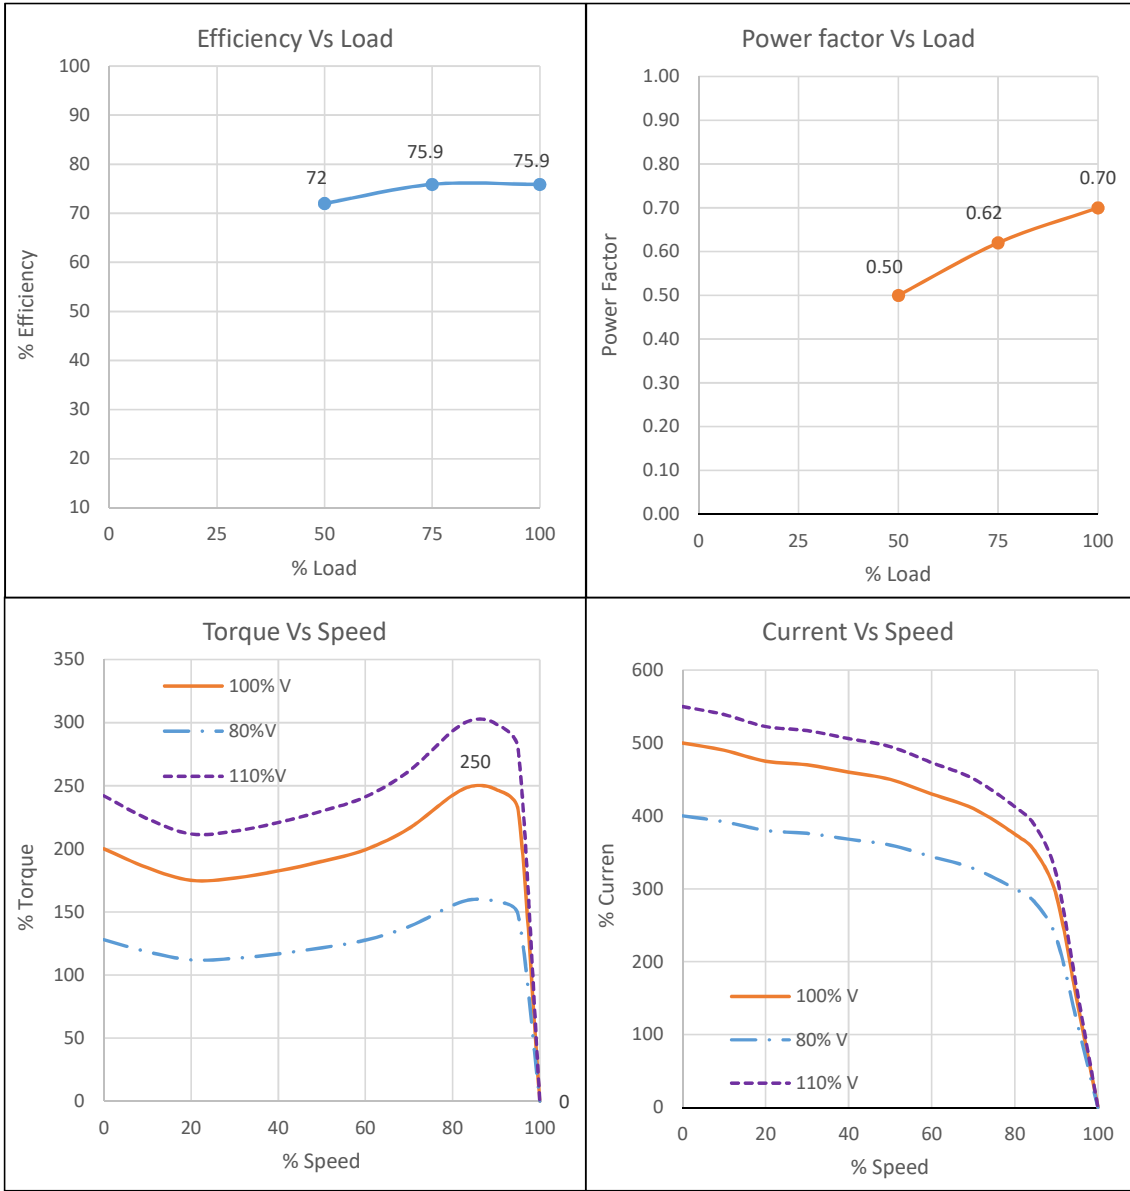 Efficiency Vs Load
100
90
80
70
60
50
40
30
20
10
% Efficiency
72
75.9
75.9
0 25 50 75 100
% Load
Power factor Vs Load
1.00
0.90
0.80
0.70
0.60
0.50
0.40
0.30
0.20
0.10
0.00
Power Factor
0.50
0.62
0.70
0 25 50 75 100
% Load
Torque Vs Speed
350
300
250
200
150
100
50
0
% Torque
100% V
80%V
110%V
250
0
0 20 40 60 80 100
% Speed
Current Vs Speed
600
500
400
300
200
100
0
% Curren
100% V
80% V
110% V
0 20 40 60 80 100
% Speed